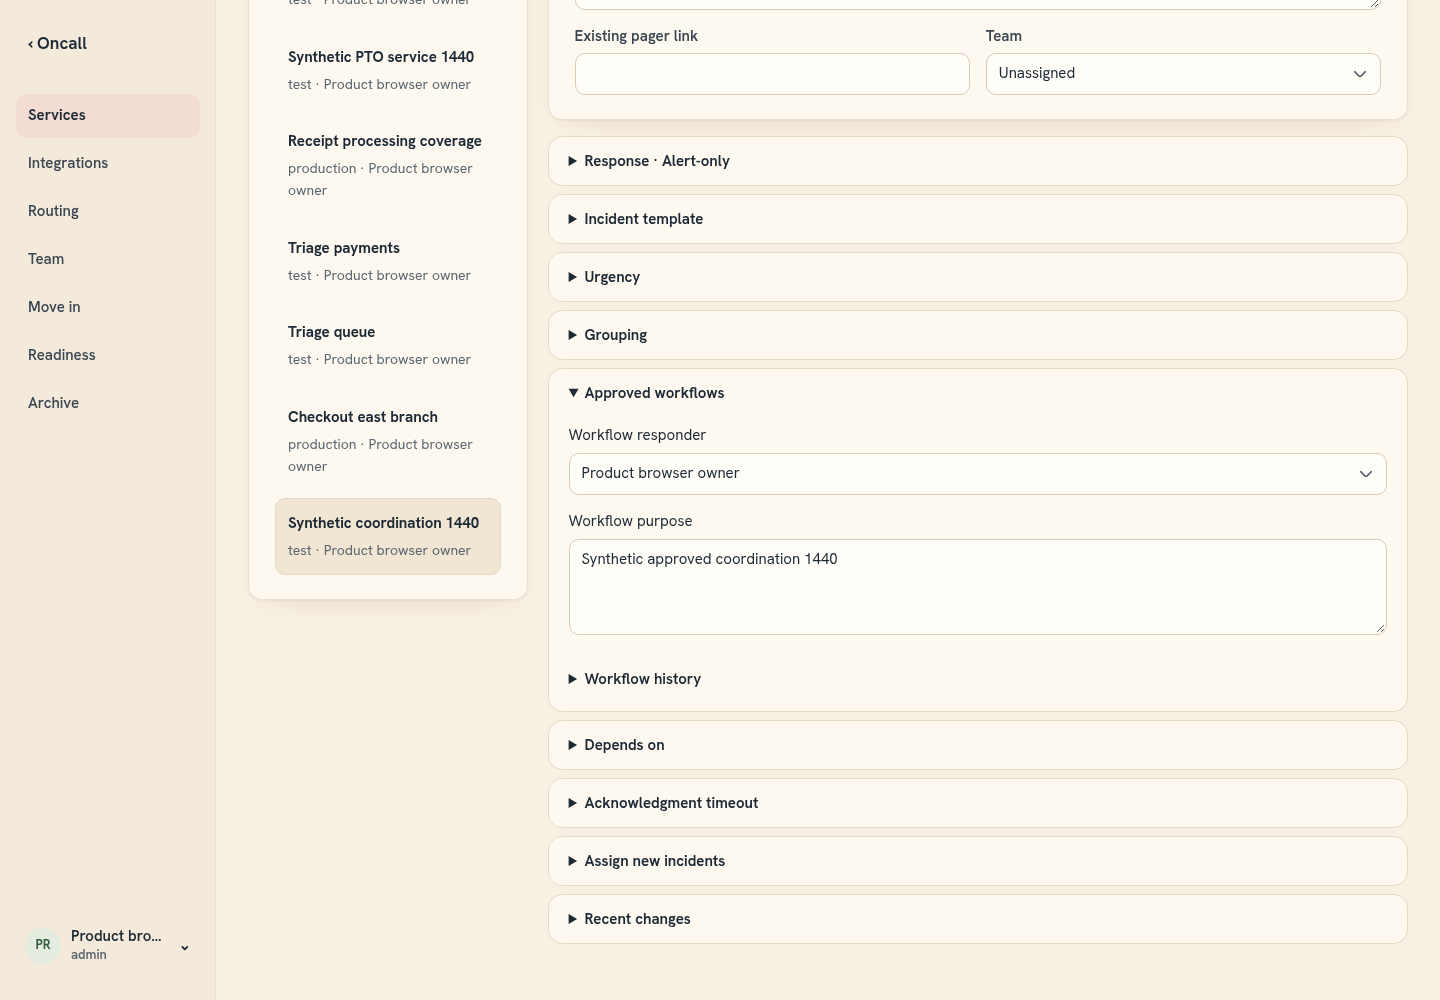 ‹ Oncall
Services
Integrations
Routing
Team
Move in
Readiness
Archive
PR
Product bro...
admin
test · Product browser owner
Synthetic PTO service 1440
test · Product browser owner
Receipt processing coverage
production · Product browser
owner
Triage payments
test · Product browser owner
Triage queue
test · Product browser owner
Checkout east branch
production · Product browser
owner
Synthetic coordination 1440
test · Product browser owner
Existing pager link
Team
Unassigned
Response · Alert-only
Incident template
Urgency
Grouping
Approved workflows
Workflow responder
Product browser owner
Workflow purpose
Synthetic approved coordination 1440
Workflow history
Depends on
Acknowledgment timeout
Assign new incidents
Recent changes